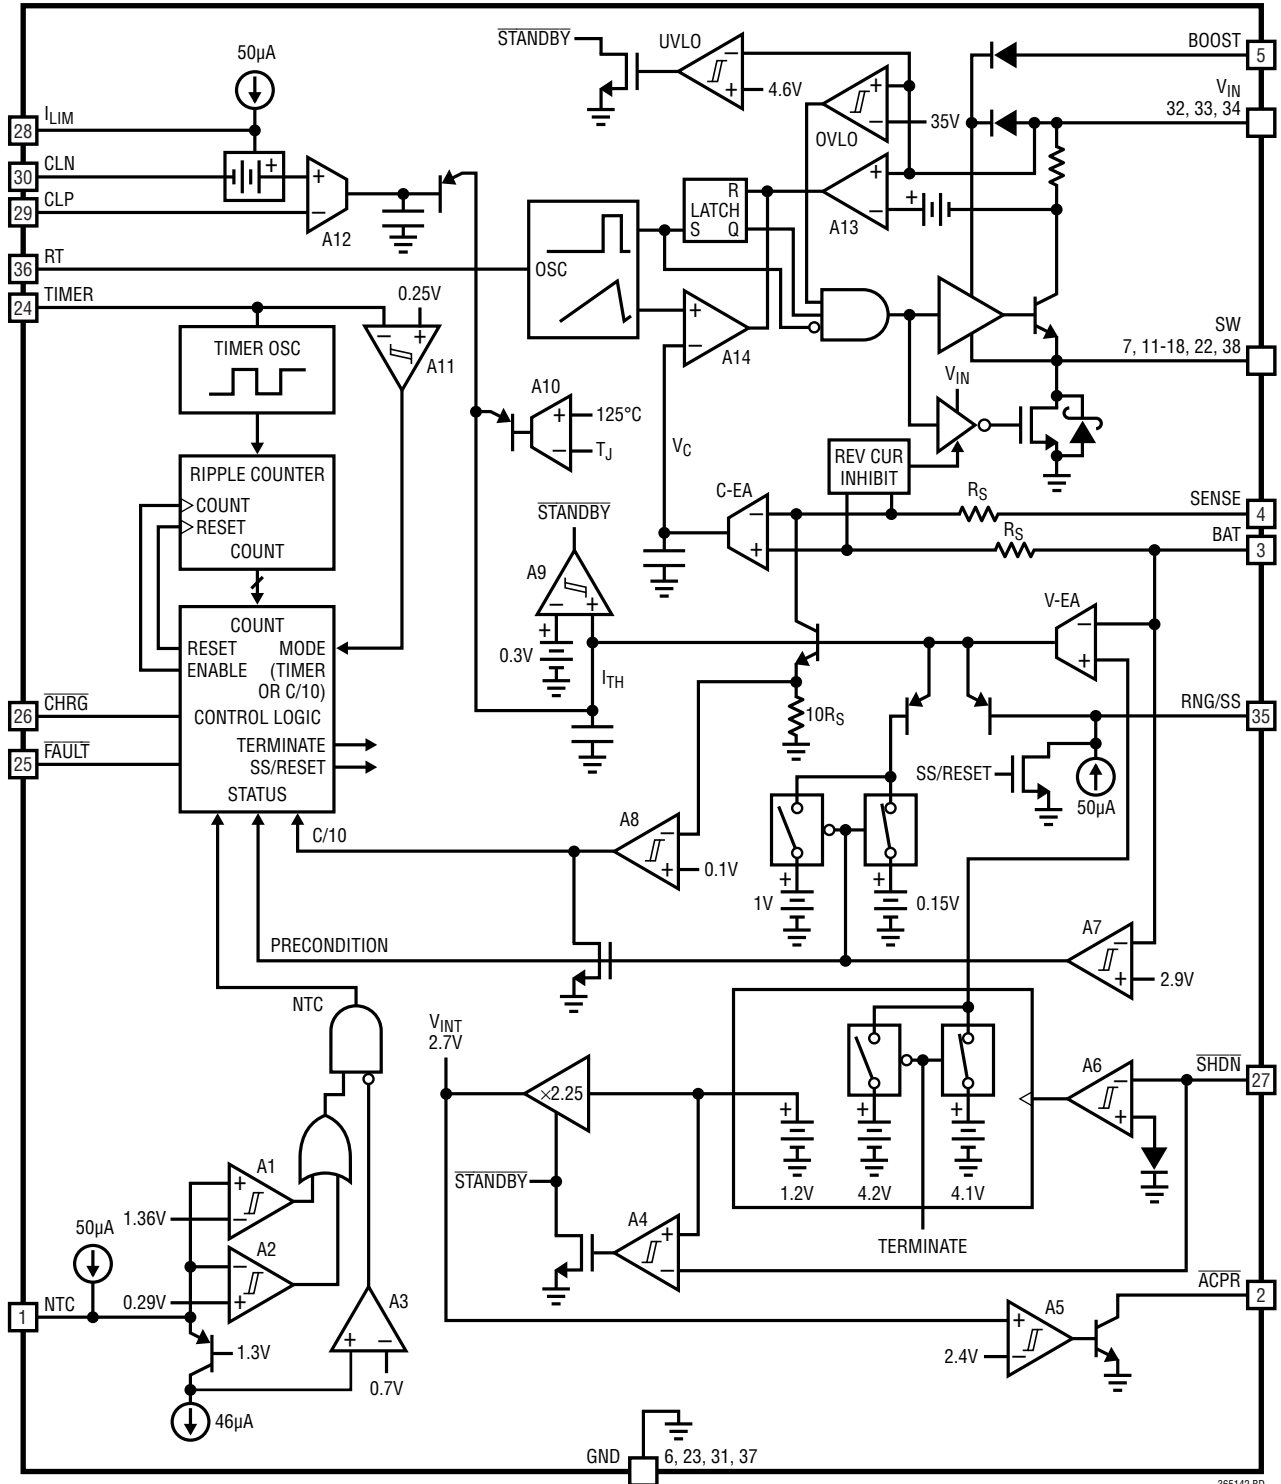 STANDBY
UVLO
BOOST
5
50µA
−
+
4.6V
VIN
32, 33, 34
ILIM
28
+
−
35V
OVLO
CLN
30
+
+
−
A12
CLP
29
R
LATCH
S Q
+
−
A13
+
RT
36
OSC
TIMER
24
0.25V
− +
A11
TIMER OSC
+
−
A14
SW
7, 11-18, 22, 38
VIN
A10
+
−
125°C
TJ
VC
REV CUR
INHIBIT
RIPPLE COUNTER
COUNT
RESET
COUNT
C-EA
−
+
RS
SENSE
4
STANDBY
RS
BAT
3
A9
− +
+
0.3V
V-EA
−
+
COUNT
RESET
ENABLE
MODE
(TIMER
OR C/10)
CONTROL LOGIC
TERMINATE
SS/RESET
STATUS
ITH
CHRG
26
FAULT
25
10RS
RNG/SS
35
SS/RESET
50µA
C/10
A8
−
+
0.1V
+
1V
+
0.15V
PRECONDITION
A7
−
+
2.9V
NTC
VINT
2.7V
×2.25
A6
−
+
SHDN
27
+
1.2V
+
4.2V
+
4.1V
STANDBY
A4
+
−
TERMINATE
A1
+
−
1.36V
50µA
A2
−
+
0.29V
NTC
1
A3
+ −
1.3V
0.7V
46µA
ACPR
2
A5
+
−
2.4V
GND
6, 23, 31, 37
365142 BD